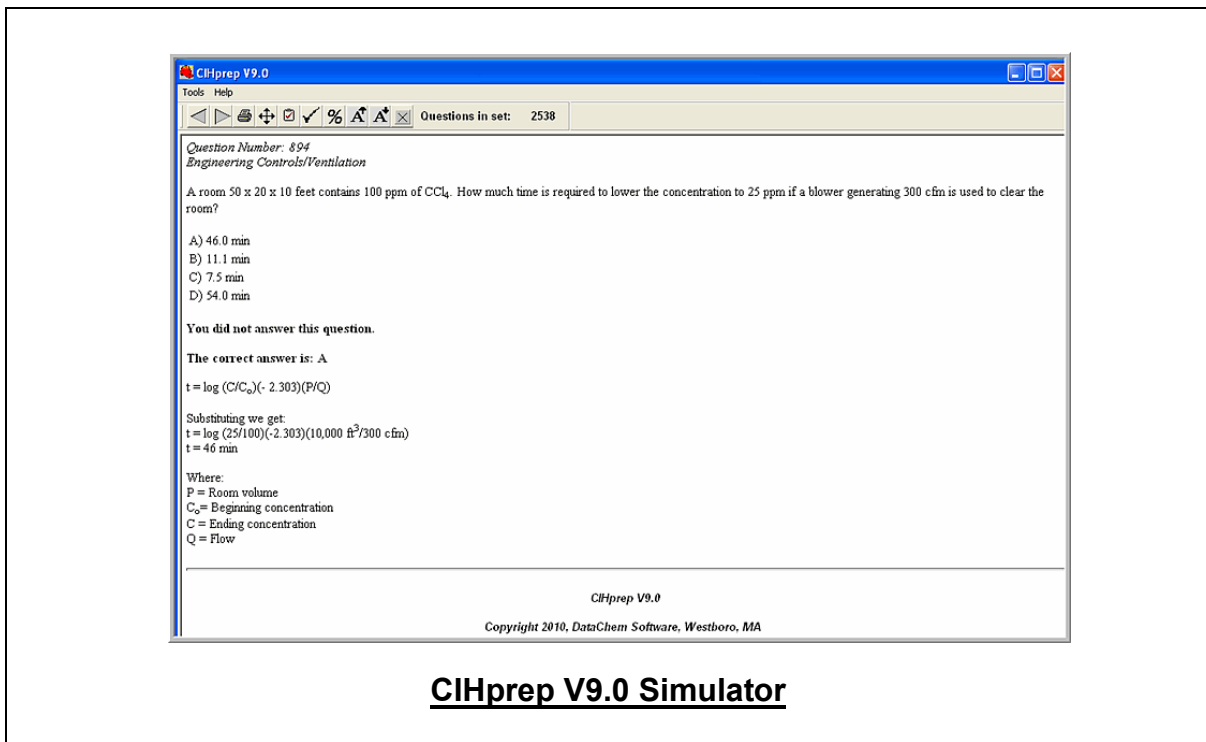 CIHprep V9.0
Tools Help
% A A Questions in set: 2538
Question Number: 894
Engineering Controls/Ventilation
A room 50 x 20 x 10 feet contains 100 ppm of CCl₄. How much time is required to lower the concentration to 25 ppm if a blower generating 300 cfm is used to clear the
room?
A) 46.0 min
B) 11.1 min
C) 7.5 min
D) 54.0 min
You did not answer this question.
The correct answer is: A
t = log (C/Cₒ)(- 2.303)(P/Q)
Substituting we get:
t = log (25/100)(-2.303)(10,000 ft³/300 cfm)
t = 46 min
Where:
P = Room volume
Cₒ= Beginning concentration
C = Ending concentration
Q = Flow
CIHprep V9.0
Copyright 2010, DataChem Software, Westboro, MA
CIHprep V9.0 Simulator